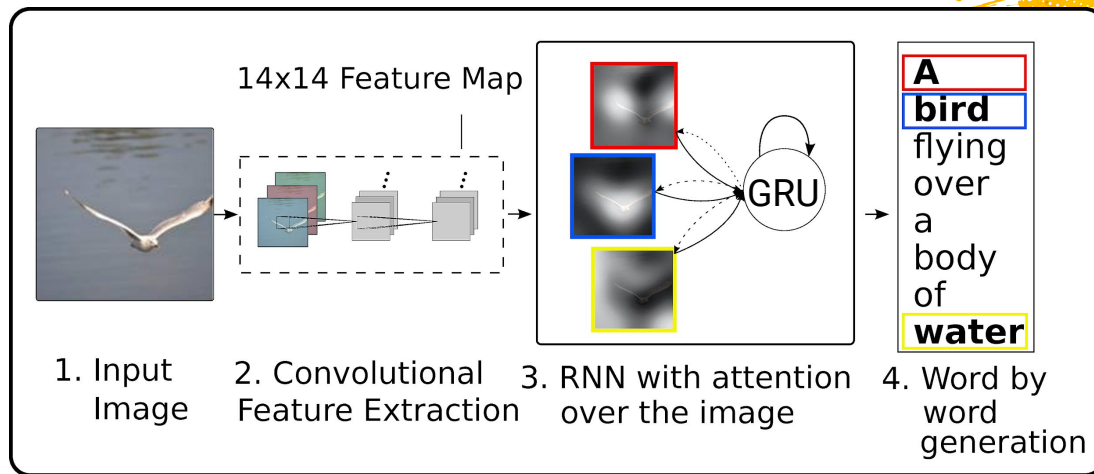 14x14 Feature Map
GRU
A
bird
flying
over
a
body
of
water
1. Input
Image
2. Convolutional
Feature Extraction
3. RNN with attention
over the image
4. Word by
word
generation